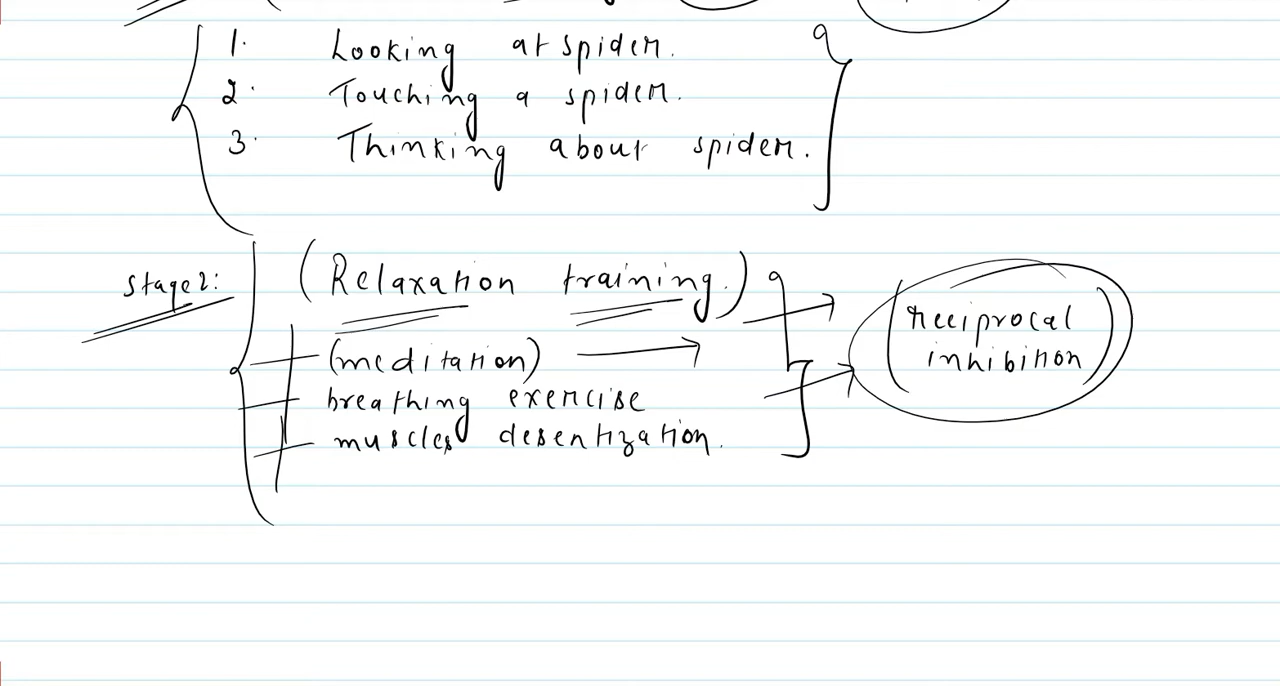 1. Looking at spider.
2. Touching a spider.
3. Thinking about spider.
Stage 2: (Relaxation training.)
(meditation)
breathing exercise
muscles desentization.
(reciprocal
inhibition)